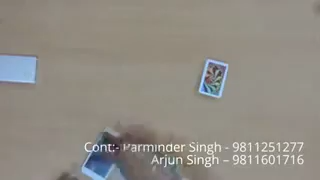 Cont:- Parminder Singh - 9811251277
Arjun Singh – 9811601716